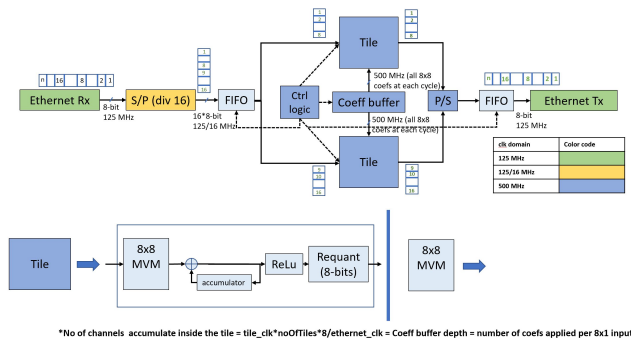 1
2
8
1
2
8
Tile
1
8
9
16
n 16 8 2 1
Ethernet Rx
8-bit
125 MHz
S/P (div 16)
16*8-bit
125/16 MHz
FIFO
Ctrl
logic
500 MHz (all 8x8
coefs at each cycle)
Coeff buffer
500 MHz (all 8x8
coefs at each cycle)
P/S
n 16 8 2 1
FIFO
8-bit
125 MHz
Ethernet Tx
9
10
16
Tile
9
10
16
clk domain Color code
125 MHz
125/16 MHz
500 MHz
Tile
8x8
MVM
accumulator
ReLu
Requant
(8-bits)
8x8
MVM
*No of channels accumulate inside the tile = tile_clk*noOfTiles*8/ethernet_clk = Coeff buffer depth = number of coefs applied per 8x1 input